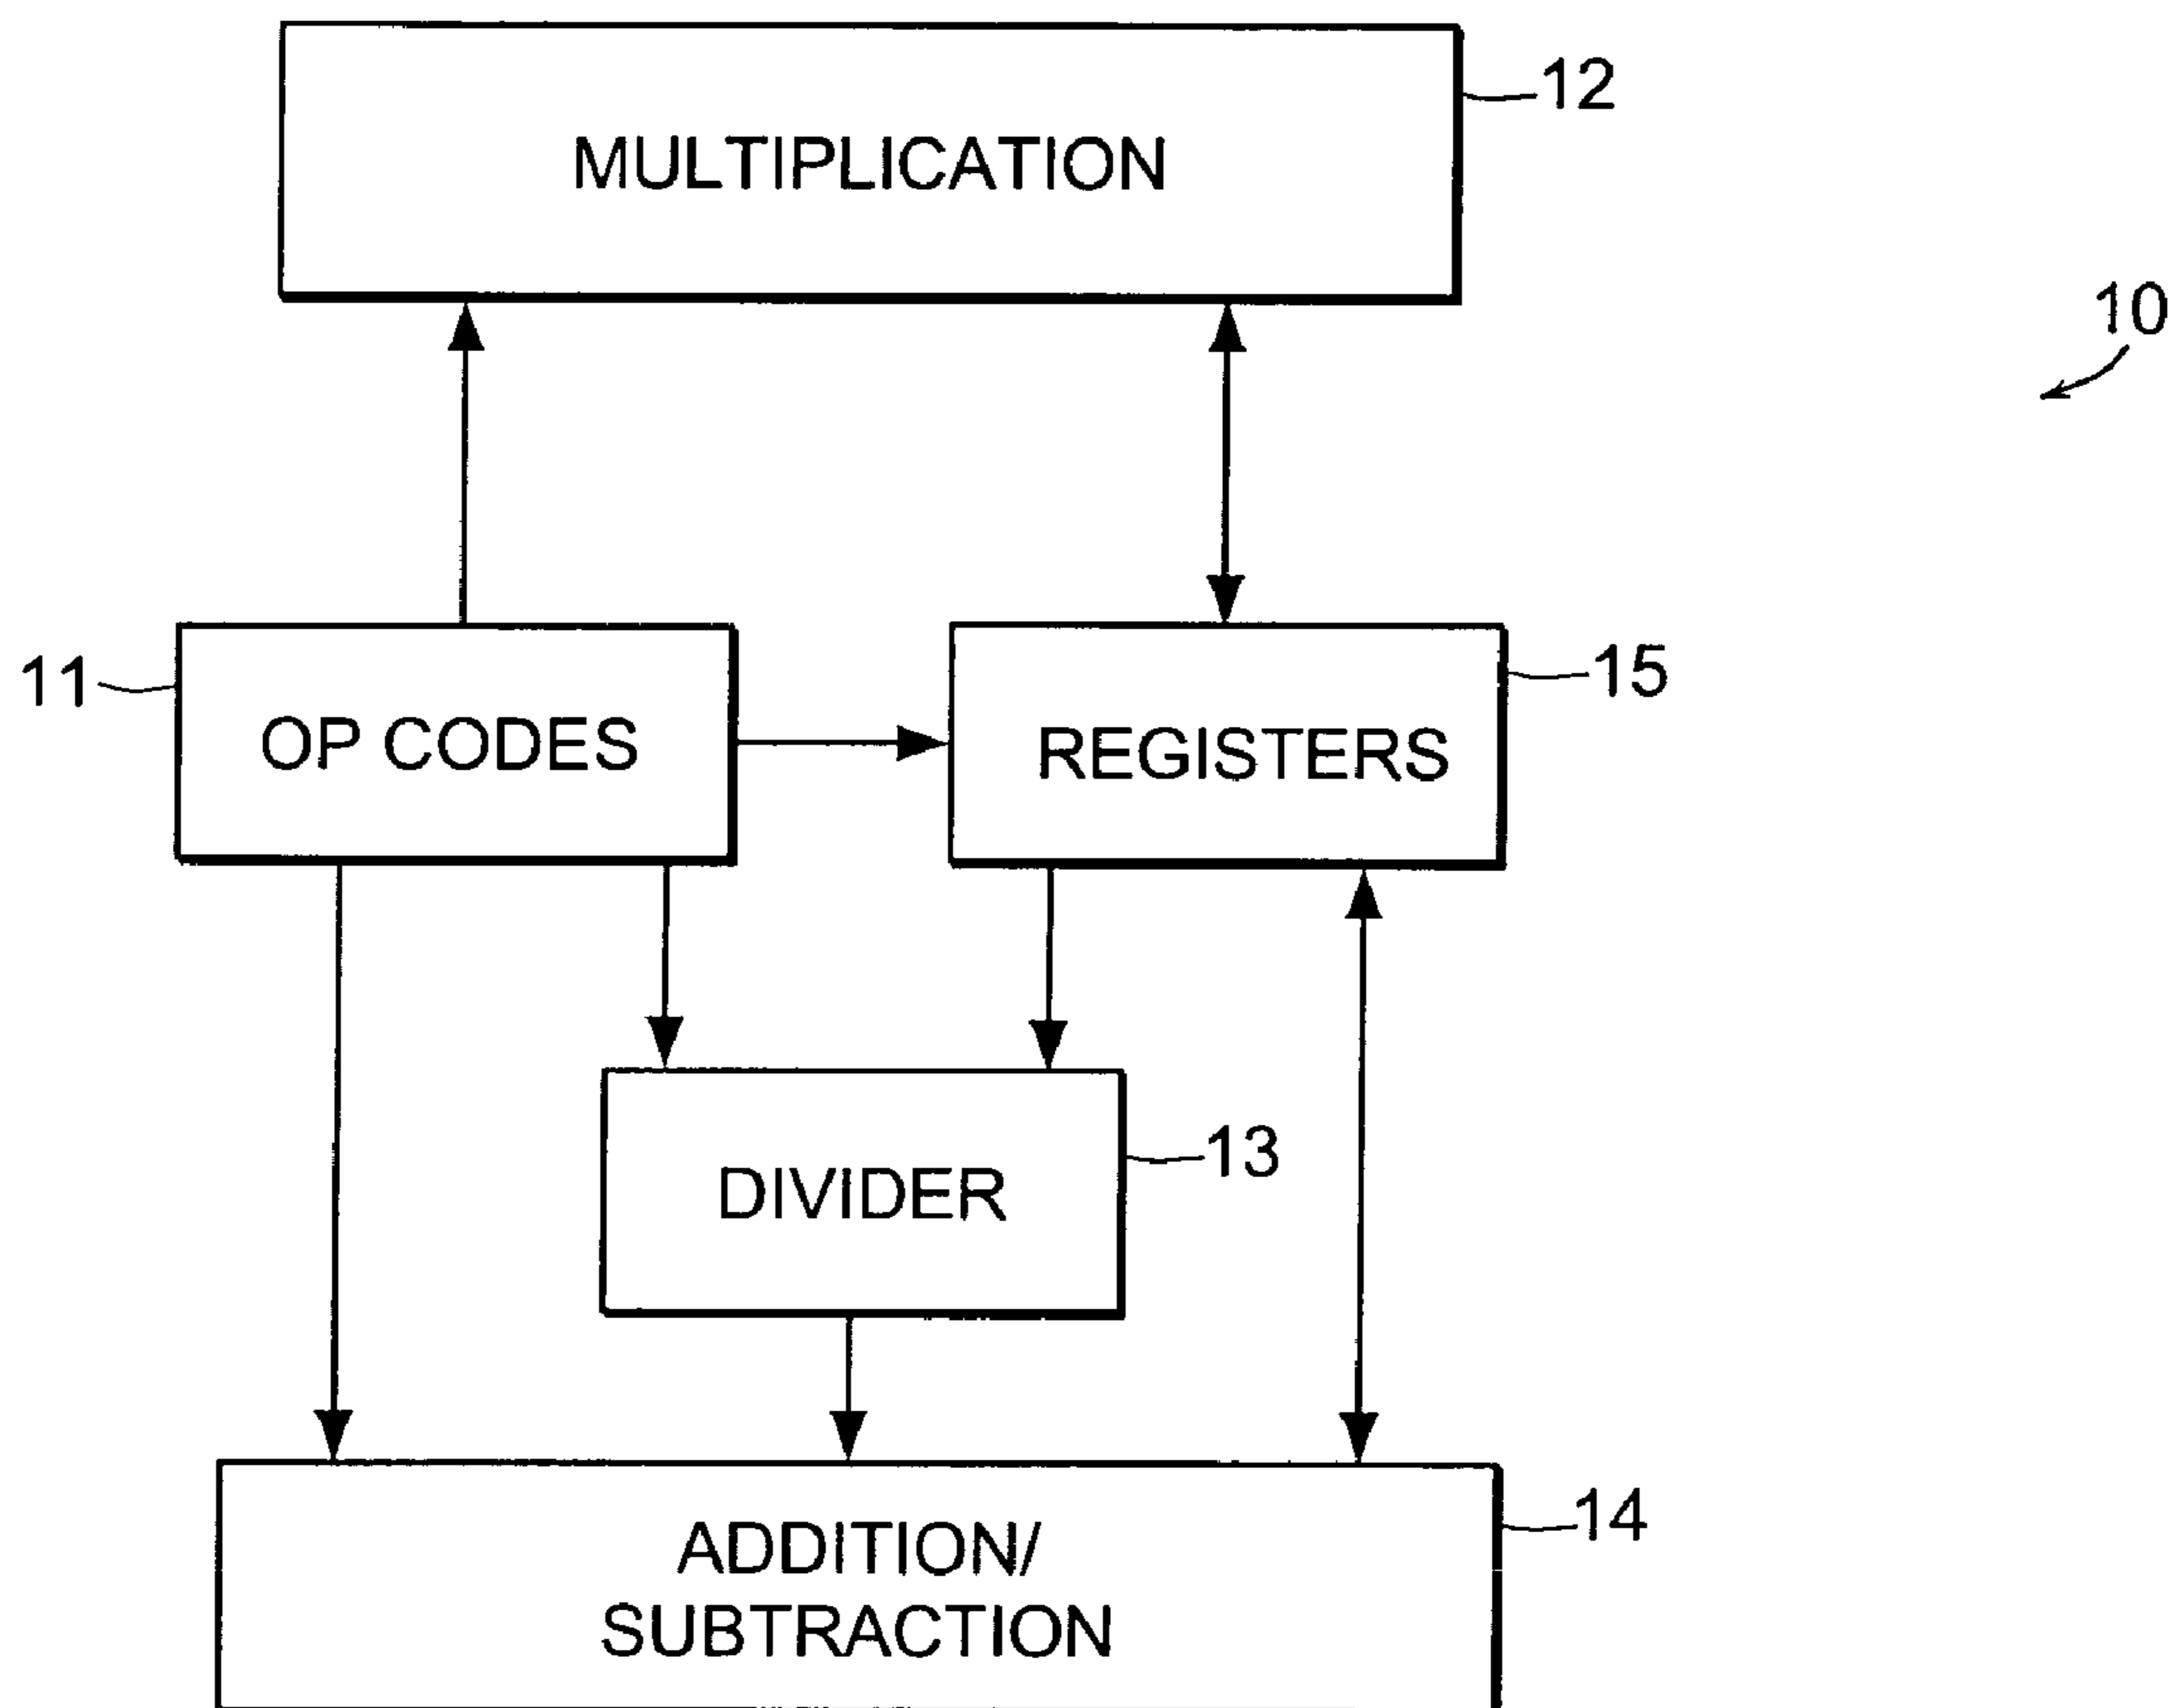 12
MULTIPLICATION
10
11
15
OP CODES
REGISTERS
13
DIVIDER
14
ADDITION/
SUBTRACTION